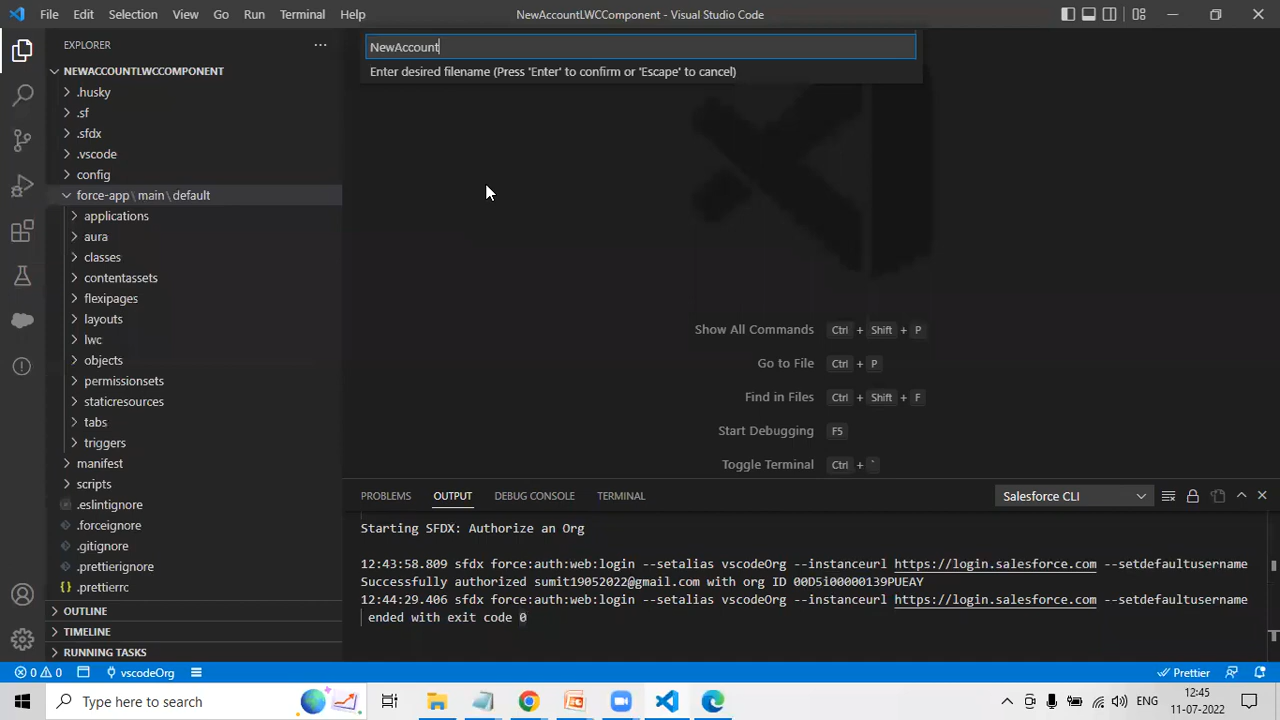 File Edit Selection View Go Run Terminal Help NewAccountLWCComponent - Visual Studio Code
EXPLORER
NewAccount
Enter desired filename (Press 'Enter' to confirm or 'Escape' to cancel)
NEWACCOUNTLWCCOMPONENT
.husky
.sf
.sfdx
.vscode
config
force-app \ main \ default
applications
aura
classes
contentassets
flexipages
layouts
lwc
objects
permissionsets
staticresources
tabs
triggers
manifest
scripts
.eslintignore
.forceignore
.gitignore
.prettierignore
.prettierrc
OUTLINE
TIMELINE
RUNNING TASKS
Show All Commands Ctrl + Shift + P
Go to File Ctrl + P
Find in Files Ctrl + Shift + F
Start Debugging F5
Toggle Terminal Ctrl + `
PROBLEMS OUTPUT DEBUG CONSOLE TERMINAL Salesforce CLI
Starting SFDX: Authorize an Org
12:43:58.809 sfdx force:auth:web:login --setalias vscodeOrg --instanceurl https://login.salesforce.com --setdefaultusername
Successfully authorized sumit19052022@gmail.com with org ID 00D5i00000139PUEAY
12:44:29.406 sfdx force:auth:web:login --setalias vscodeOrg --instanceurl https://login.salesforce.com --setdefaultusername
ended with exit code 0
0 0 vscodeOrg Prettier
Type here to search ENG 12:45
11-07-2022